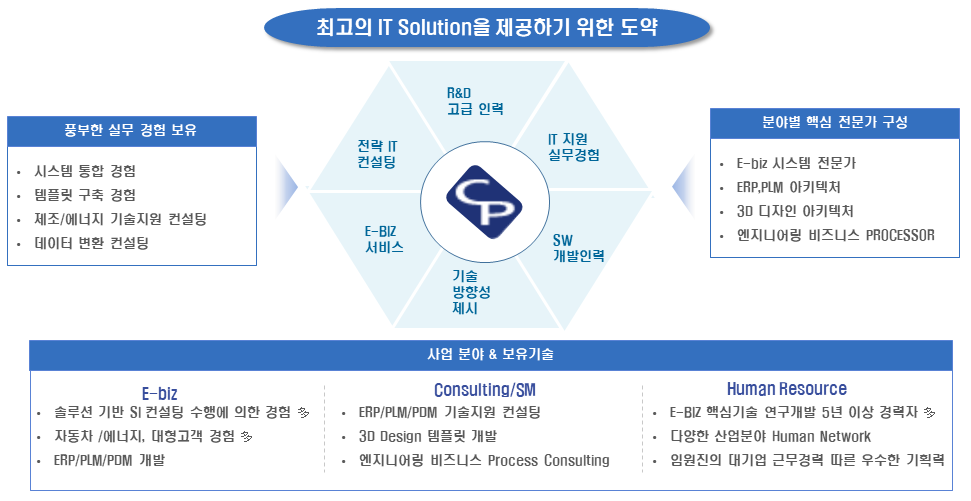 최고의 IT Solution을 제공하기 위한 도약
풍부한 실무 경험 보유
• 시스템 통합 경험
• 템플릿 구축 경험
• 제조/에너지 기술지원 컨설팅
• 데이터 변환 컨설팅
R&D
고급 인력
전략 IT
컨설팅
IT 지원
실무경험
CP
E-BIZ
서비스
SW
개발인력
기술
방향성
제시
분야별 핵심 전문가 구성
• E-biz 시스템 전문가
• ERP,PLM 아키텍처
• 3D 디자인 아키텍처
• 엔지니어링 비즈니스 PROCESSOR
사업 분야 & 보유기술
E-biz
• 솔루션 기반 SI 컨설팅 수행에 의한 경험 多
• 자동차 /에너지, 대형고객 경험 多
• ERP/PLM/PDM 개발
Consulting/SM
• ERP/PLM/PDM 기술지원 컨설팅
• 3D Design 템플릿 개발
• 엔지니어링 비즈니스 Process Consulting
Human Resource
• E-BIZ 핵심기술 연구개발 5년 이상 경력자 多
• 다양한 산업분야 Human Network
• 임원진의 대기업 근무경력 따른 우수한 기획력